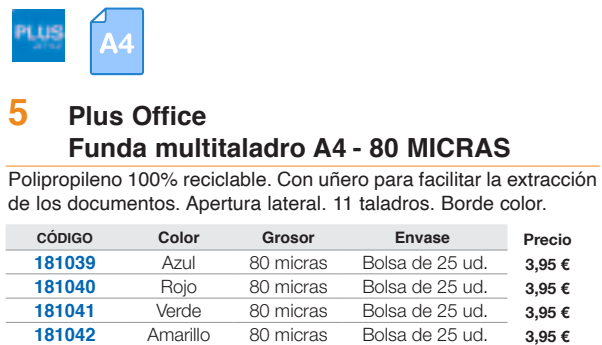 PLUS
A4
5 Plus Office
Funda multitaladro A4 - 80 MICRAS
Polipropileno 100% reciclable. Con uñero para facilitar la extracción
de los documentos. Apertura lateral. 11 taladros. Borde color.
CÓDIGO Color Grosor Envase Precio
181039 Azul 80 micras Bolsa de 25 ud. 3,95 €
181040 Rojo 80 micras Bolsa de 25 ud. 3,95 €
181041 Verde 80 micras Bolsa de 25 ud. 3,95 €
181042 Amarillo 80 micras Bolsa de 25 ud. 3,95 €